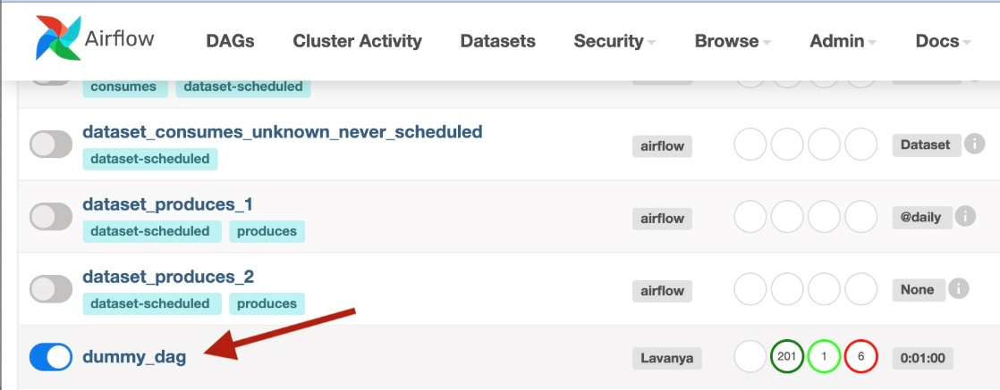 Airflow DAGs Cluster Activity Datasets Security Browse Admin Docs
consumes dataset-scheduled
dataset_consumes_unknown_never_scheduled
dataset-scheduled airflow Dataset i
dataset_produces_1
dataset-scheduled produces airflow @daily i
dataset_produces_2
dataset-scheduled produces airflow None i
dummy_dag Lavanya 201 1 6 0:01:00